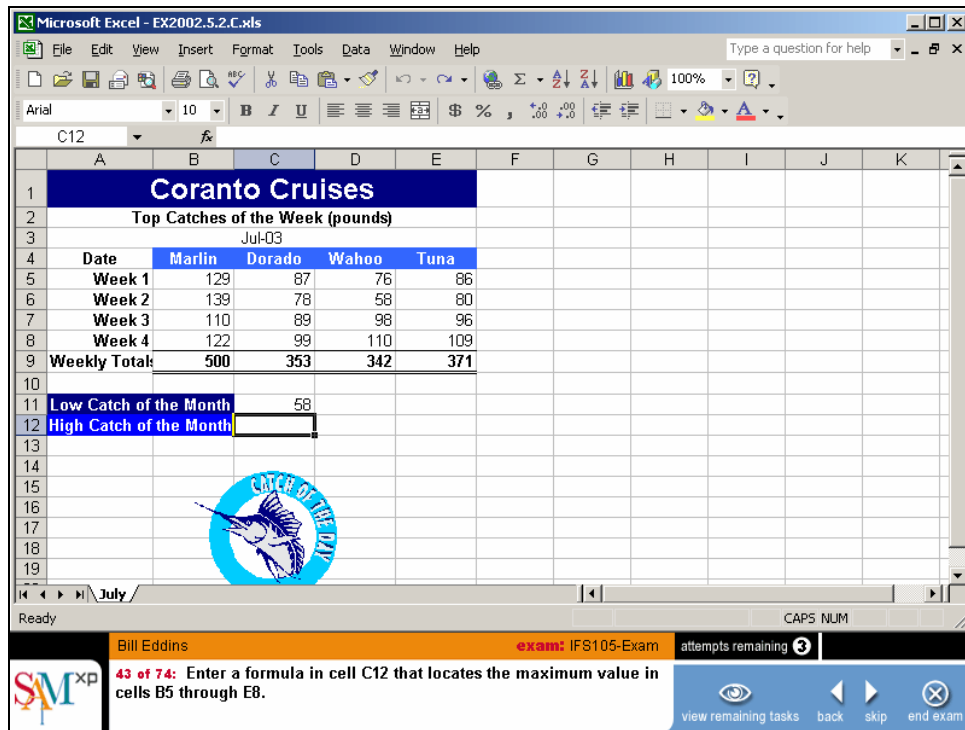 Microsoft Excel - EX2002.5.2.C.xls
File Edit View Insert Format Tools Data Window Help Type a question for help
100%
Arial 10 B I U $ % ,
C12 fx
A B C D E F G H I J K
1 Coranto Cruises
2 Top Catches of the Week (pounds)
3 Jul-03
4 Date Marlin Dorado Wahoo Tuna
5 Week 1 129 87 76 86
6 Week 2 139 78 58 80
7 Week 3 110 89 98 96
8 Week 4 122 99 110 109
9 Weekly Totals 500 353 342 371
10
11 Low Catch of the Month 58
12 High Catch of the Month
13
14
15
16
17
18
19
CATCH OF THE DAY
July
Ready CAPS NUM
Bill Eddins exam: IFS105-Exam attempts remaining 3
SAM XP
43 of 74: Enter a formula in cell C12 that locates the maximum value in
cells B5 through E8.
view remaining tasks back skip end exam